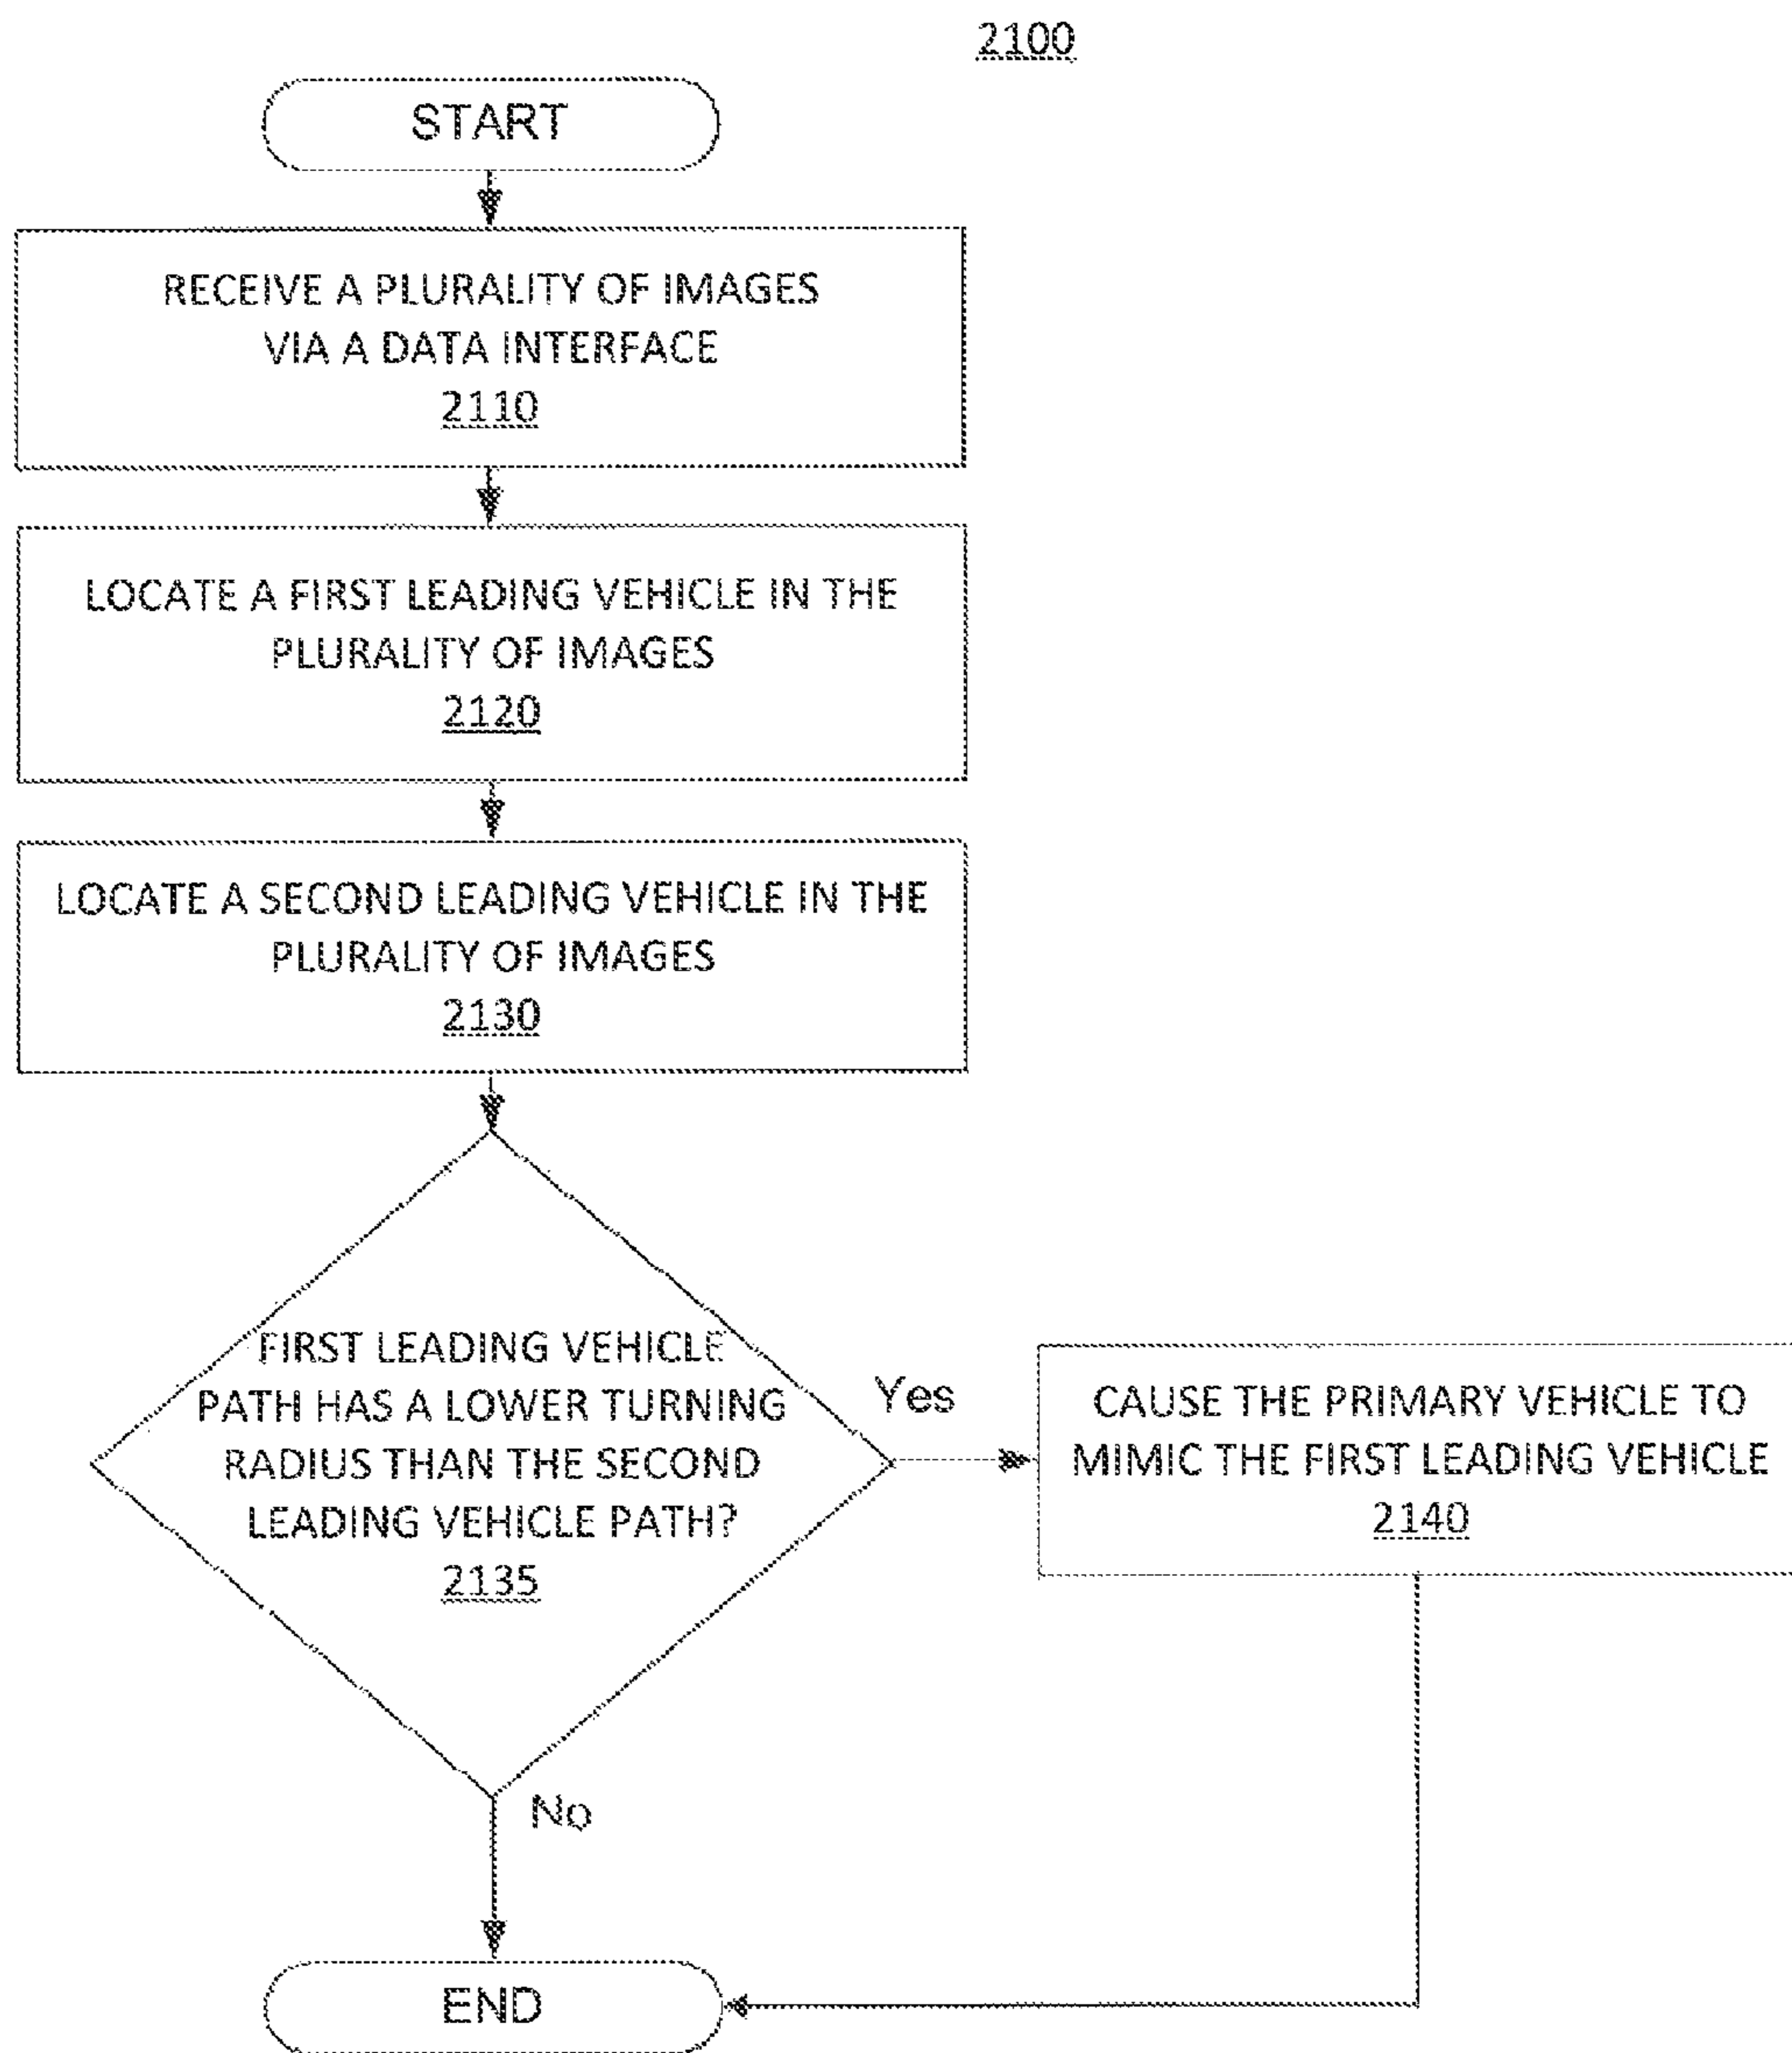 2100
START
RECEIVE A PLURALITY OF IMAGES
VIA A DATA INTERFACE
2110
LOCATE A FIRST LEADING VEHICLE IN THE
PLURALITY OF IMAGES
2120
LOCATE A SECOND LEADING VEHICLE IN THE
PLURALITY OF IMAGES
2130
FIRST LEADING VEHICLE
PATH HAS A LOWER TURNING
RADIUS THAN THE SECOND
LEADING VEHICLE PATH?
2135
Yes
CAUSE THE PRIMARY VEHICLE TO
MIMIC THE FIRST LEADING VEHICLE
2140
No
END